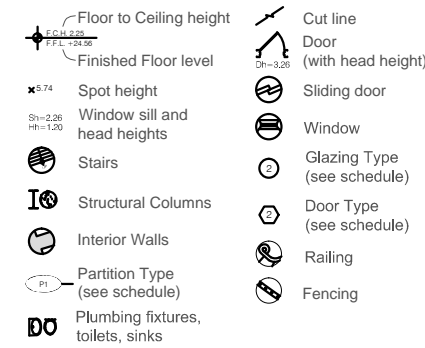 Floor to Ceiling height
F.C.H. 2.25
F.F.L. +24.56
Finished Floor level
5.74 Spot height
Sh=2.26 Window sill and
Hh=1.20 head heights
Stairs
Structural Columns
Interior Walls
P1 Partition Type
(see schedule)
Plumbing fixtures,
toilets, sinks
Cut line
Door
Dh=3.26 (with head height)
Sliding door
Window
2 Glazing Type
(see schedule)
2 Door Type
(see schedule)
Railing
Fencing